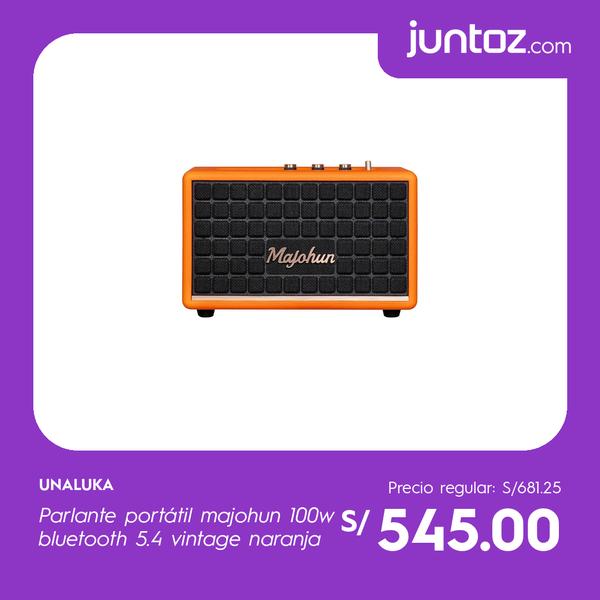 juntoz.com
Majohun
UNALUKA
Parlante portátil majohun 100w
bluetooth 5.4 vintage naranja
Precio regular: S/681.25
S/ 545.00